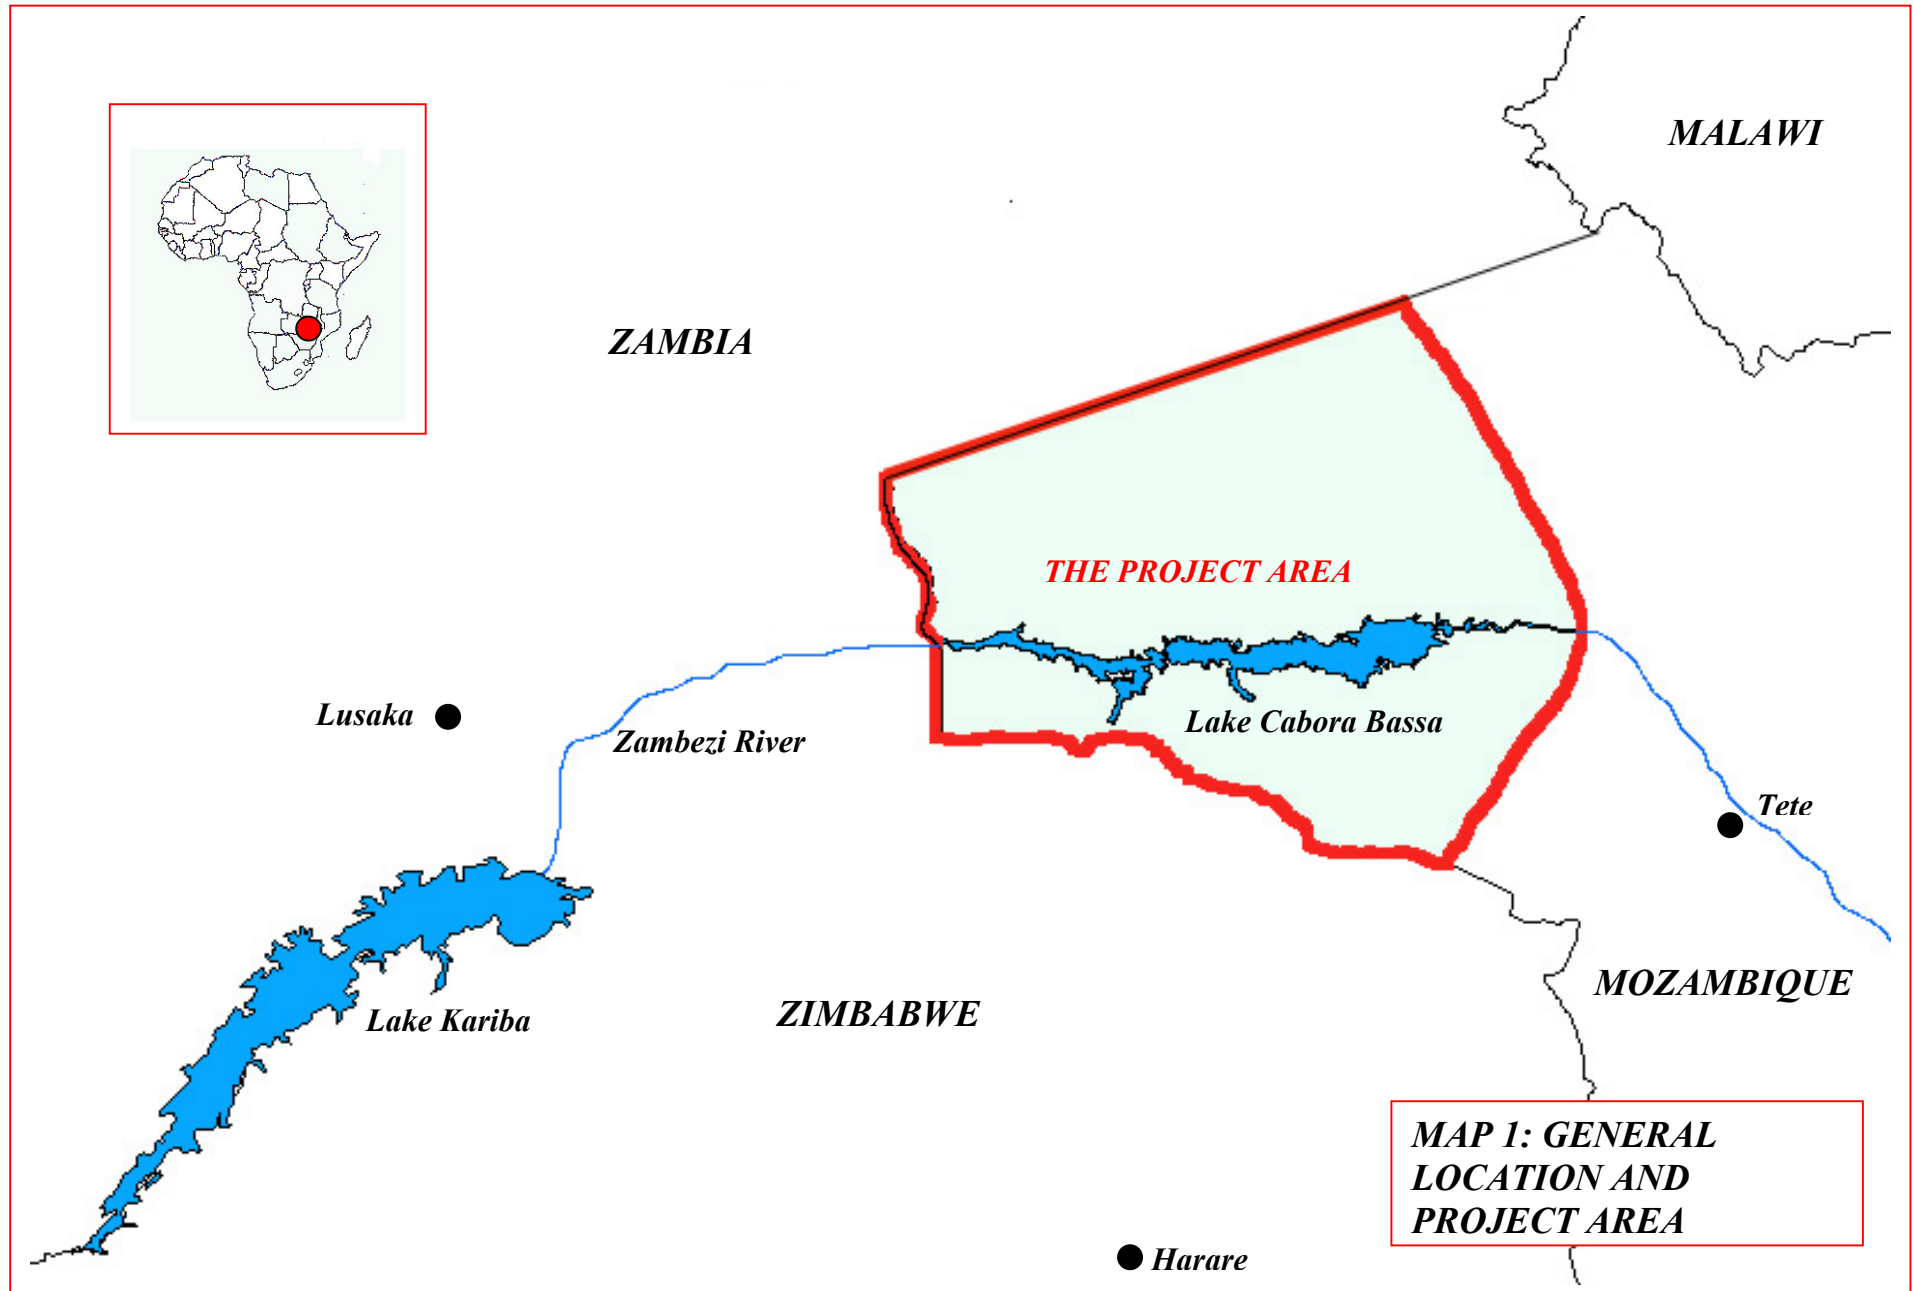 MALAWI
ZAMBIA
THE PROJECT AREA
Lusaka
Zambezi River
Lake Cabora Bassa
Tete
Lake Kariba
ZIMBABWE
MOZAMBIQUE
MAP 1: GENERAL
LOCATION AND
PROJECT AREA
Harare